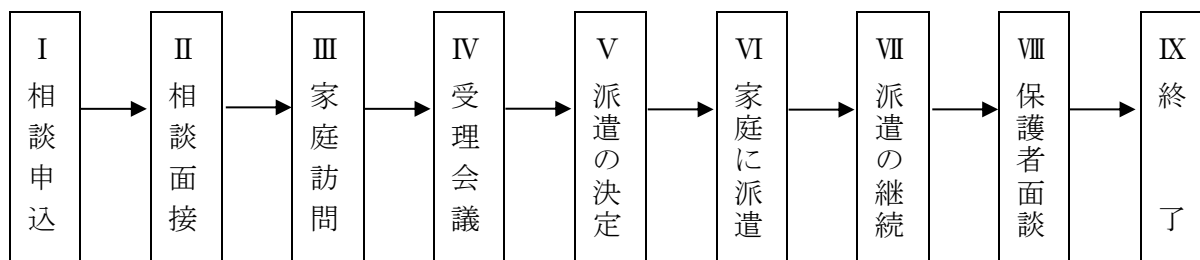 Ⅰ 相談申込
Ⅱ 相談面接
Ⅲ 家庭訪問
Ⅳ 受理会議
Ⅴ 派遣の決定
Ⅵ 家庭に派遣
Ⅶ 派遣の継続
Ⅷ 保護者面談
Ⅸ 終了